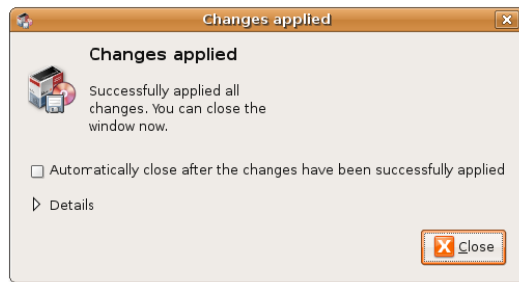 Changes applied
Changes applied
Successfully applied all
changes. You can close the
window now.
Automatically close after the changes have been successfully applied
Details
Close